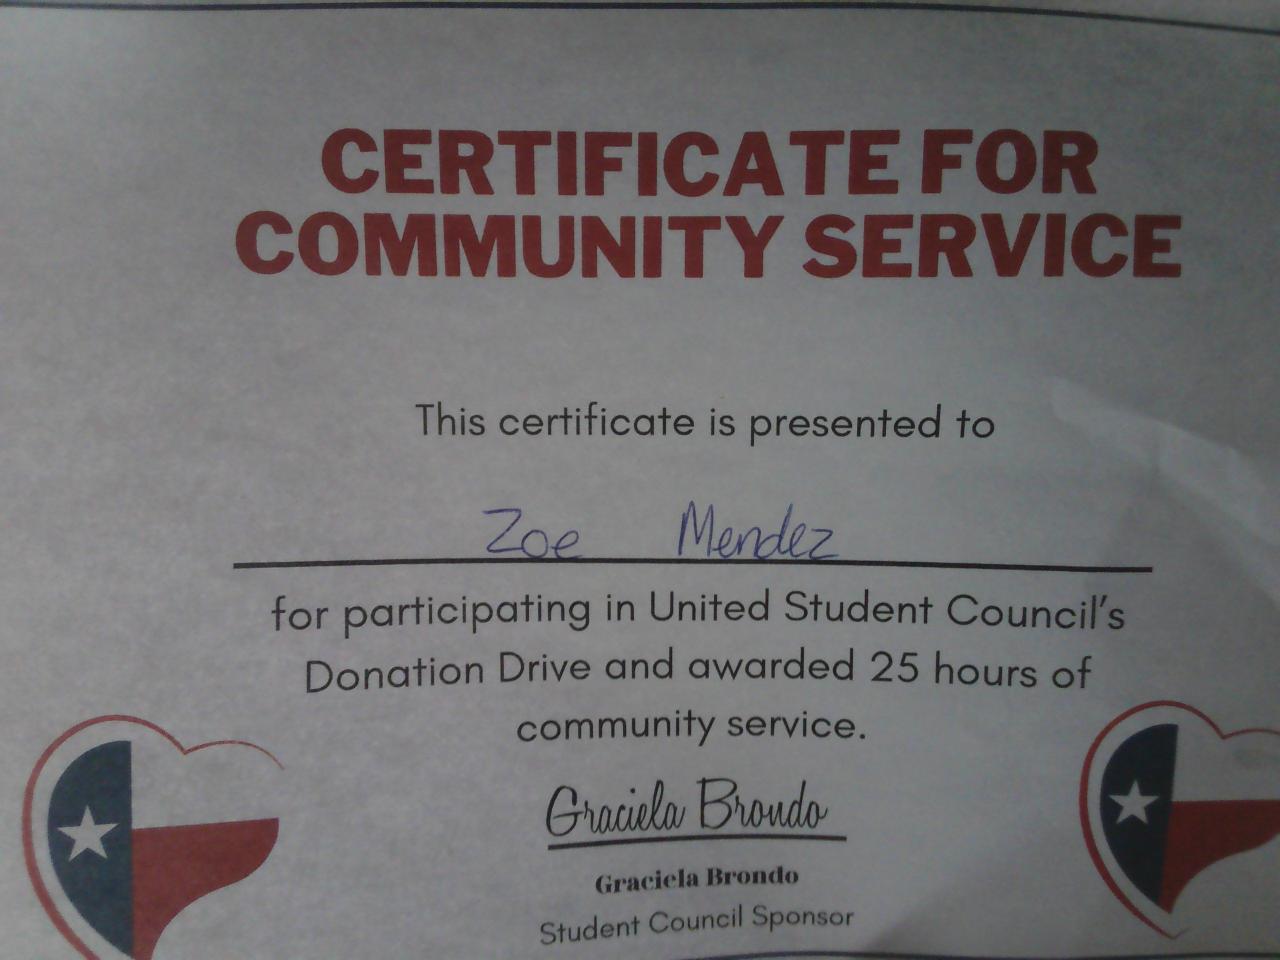 CERTIFICATE FOR
COMMUNITY SERVICE
This certificate is presented to
Zoe Mendez
for participating in United Student Council's
Donation Drive and awarded 25 hours of
community service.
Graciela Brondo
Graciela Brondo
Student Council Sponsor